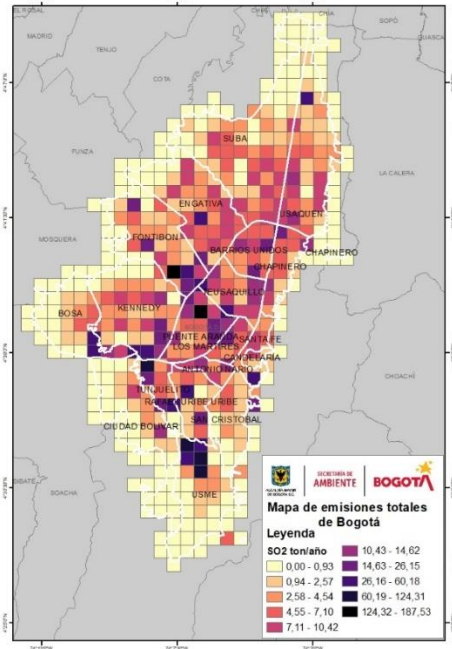 MADRID
TENJO
COTA
SOPÓ
GUASCA
SUBA
FUNZA
LA CALERA
ENGATIVA
USAQUEN
MOSQUERA
FONTIBON
BARRIOS UNIDOS
CHAPINERO
CHAPINERO
TEUSAQUILLO
BOSA
KENNEDY
PUENTE ARANDA
SANTA FE
LOS MARTIRES
CANDELARIA
ANTONIO NARIÑO
TUNJUELITO
CHOACHÍ
RAFAEL URIBE URIBE
SAN CRISTOBAL
CIUDAD BOLIVAR
SOACHA
USME
SECRETARÍA DE
AMBIENTE
BOGOTÁ
Mapa de emisiones totales
de Bogotá
Leyenda
SO2 ton/año
0,00 - 0,93
0,94 - 2,57
2,58 - 4,54
4,55 - 7,10
7,11 - 10,42
10,43 - 14,62
14,63 - 26,15
26,16 - 60,18
60,19 - 124,31
124,32 - 187,53